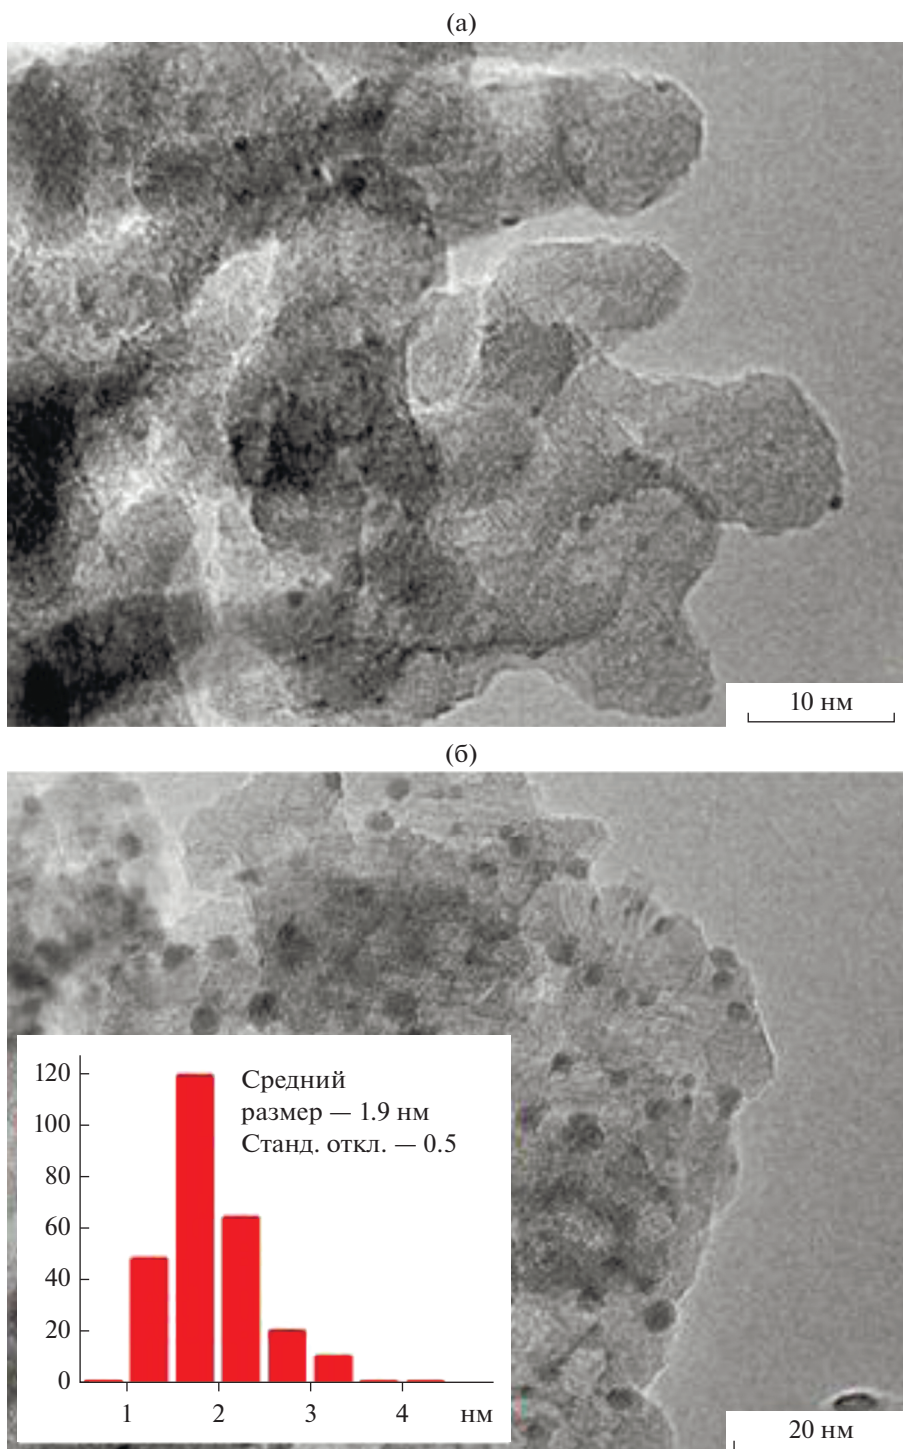 (а)
10 нм
(б)
120
100
80
60
40
20
0
Средний
размер — 1.9 нм
Станд. откл. — 0.5
1 2 3 4 нм
20 нм